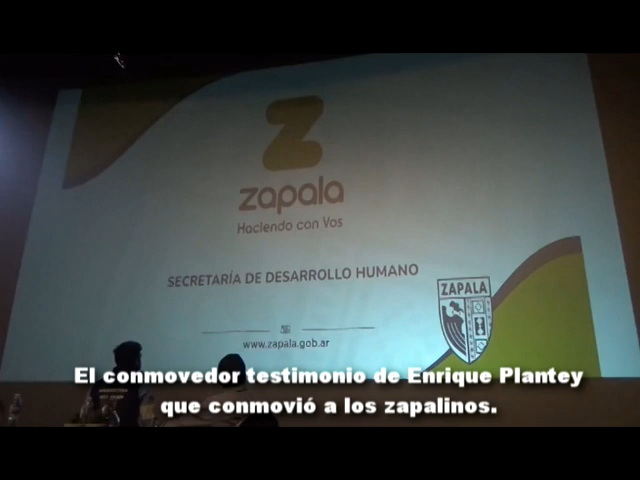 zapala
Haciendo con Vos
SECRETARÍA DE DESARROLLO HUMANO
ZAPALA
www.zapala.gob.ar
El conmovedor testimonio de Enrique Plantey
que conmovió a los zapalinos.